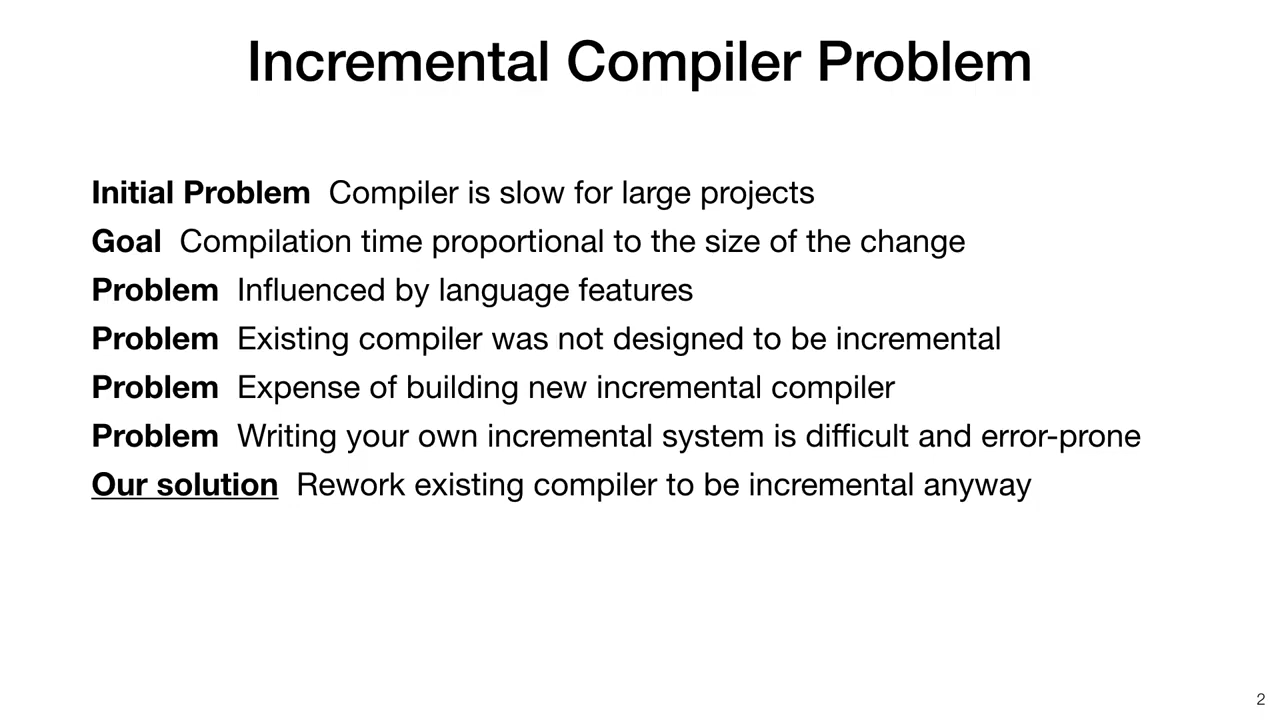 Incremental Compiler Problem
Initial Problem Compiler is slow for large projects
Goal Compilation time proportional to the size of the change
Problem Influenced by language features
Problem Existing compiler was not designed to be incremental
Problem Expense of building new incremental compiler
Problem Writing your own incremental system is difficult and error-prone
Our solution Rework existing compiler to be incremental anyway
2